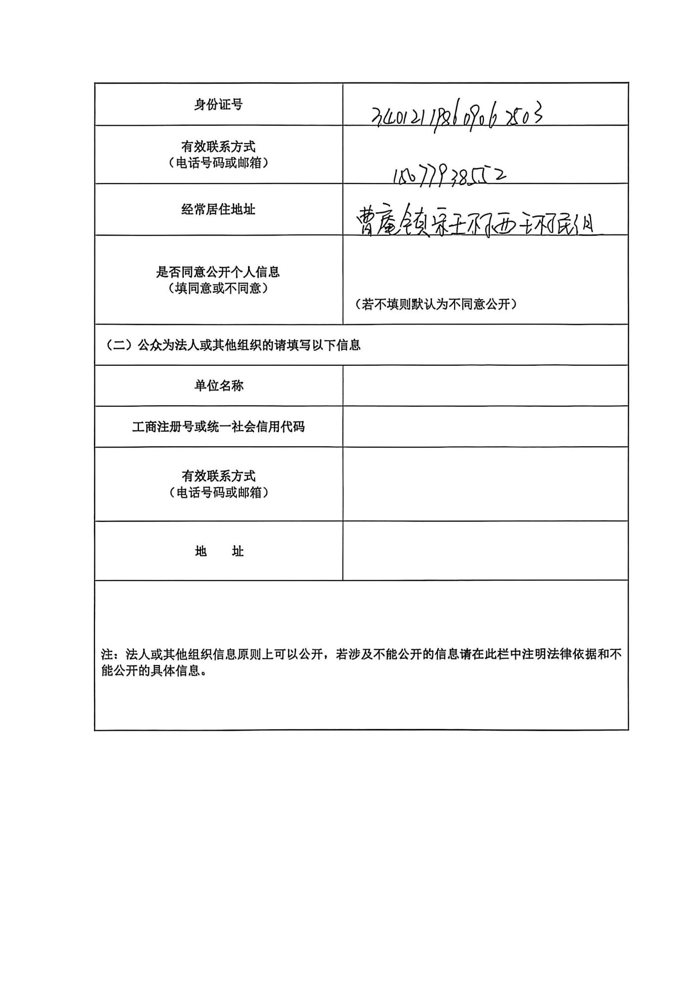 身份证号
340121198609062503
有效联系方式
（电话号码或邮箱）
15077938552
经常居住地址
曹庵镇宋王村西王村民组
是否同意公开个人信息
（填同意或不同意）
（若不填则默认为不同意公开）
（二）公众为法人或其他组织的请填写以下信息
单位名称
工商注册号或统一社会信用代码
有效联系方式
（电话号码或邮箱）
地 址
注：法人或其他组织信息原则上可以公开，若涉及不能公开的信息请在此栏中注明法律依据和不
能公开的具体信息。